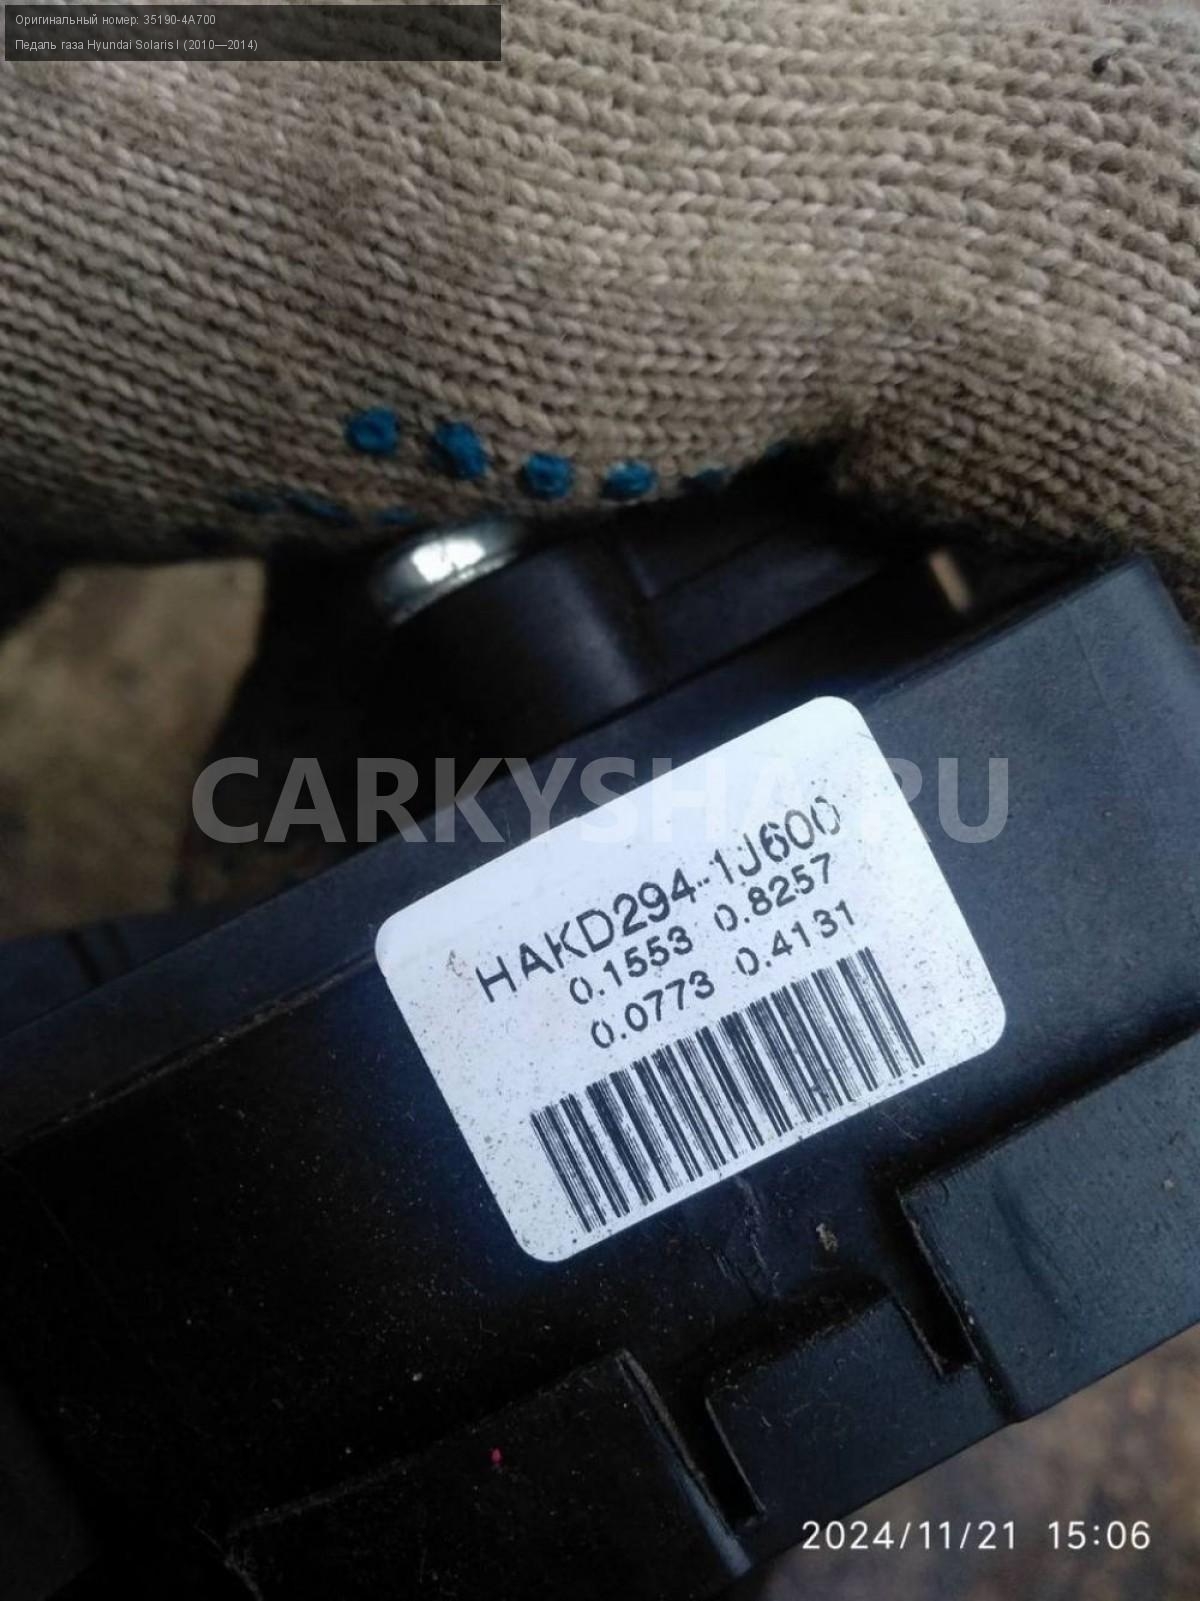 Оригинальный номер: 35190-4A700
Педаль газа Hyundai Solaris I (2010—2014)
CARKYSHA.RU
HAKD294-1J600
0.1553 0.8257
0.0773 0.4131
2024/11/21 15:06